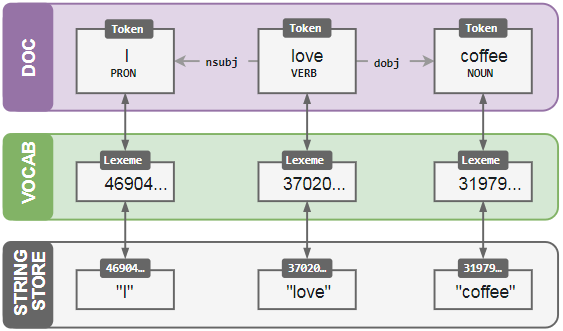 DOC
Token Token Token
I love coffee
PRON nsubj VERB dobj NOUN
VOCAB
Lexeme Lexeme Lexeme
46904... 37020... 31979...
STRING
STORE
46904… 37020… 31979…
"I" "love" "coffee"